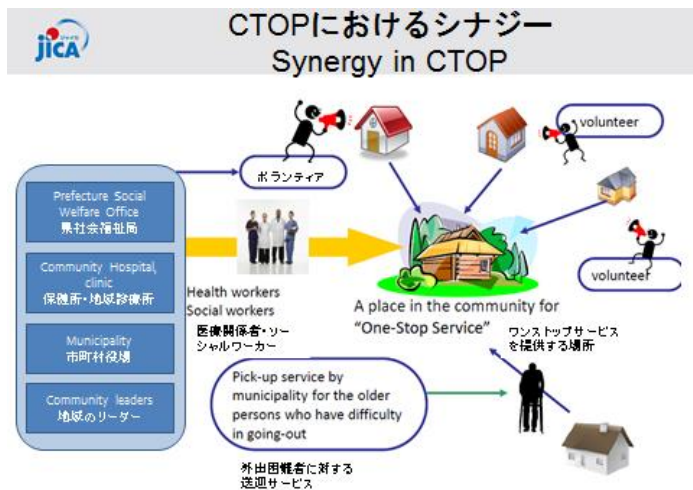 jICA
CTOPにおけるシナジー
Synergy in CTOP
ボランティア
volunteer
volunteer
Prefecture Social
Welfare Office
県社会福祉局
Community Hospital,
clinic
保健所・地域診療所
Municipality
市町村役場
Community leaders
地域のリーダー
Health workers
Social workers
医療関係者・ソー
シャルワーカー
A place in the community for
“One-Stop Service”
ワンストップサービス
を提供する場所
Pick-up service by
municipality for the older
persons who have difficulty
in going-out
外出困難者に対する
送迎サービス